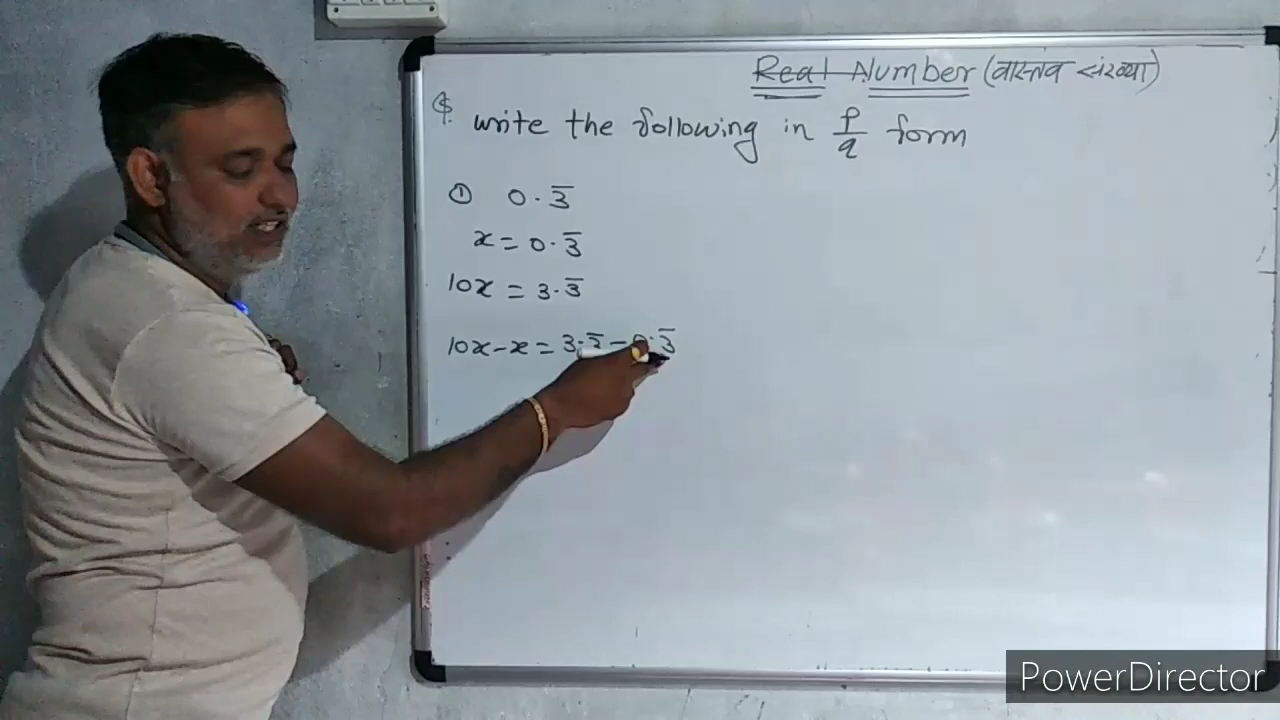 Real Number (वास्तव संख्या)
Q. write the following in p/q form
① 0.3̅
x = 0.3̅
10x = 3.3̅
10x - x = 3.3̅ - 0.3̅
PowerDirector